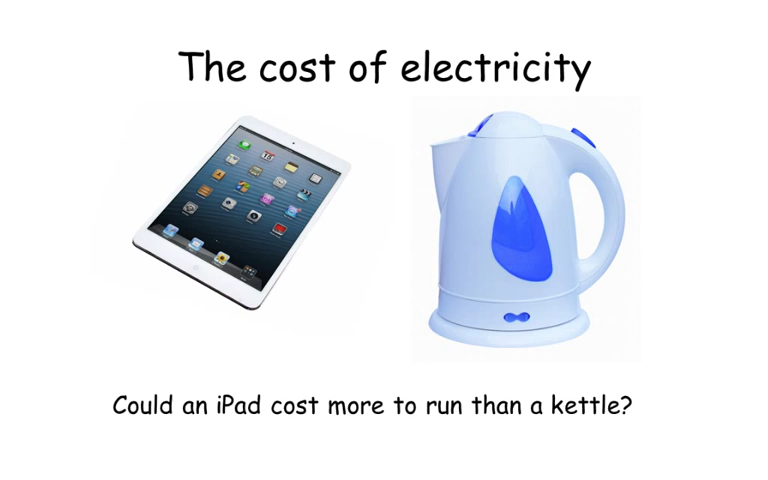 The cost of electricity
Could an iPad cost more to run than a kettle?